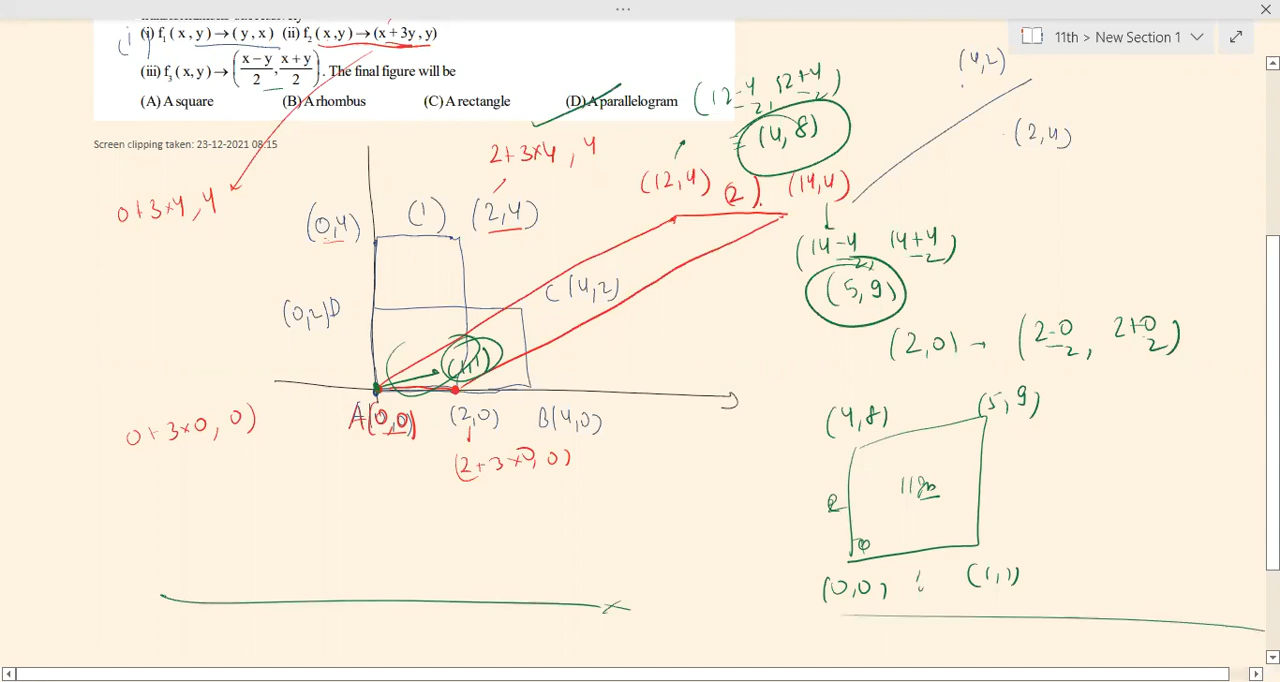 (i) f₁ ( x , y) → ( y , x ) (ii) f₂ (x ,y) → (x + 3y , y)
(iii) f₃ (x, y) → ( x−y / 2 , x+y / 2 ). The final figure will be
(A) A square (B) A rhombus (C) A rectangle (D) A parallelogram
Screen clipping taken: 23-12-2021 08:15
11th > New Section 1
(4,2)
(2,4)
(12-4 / 2, 12+4 / 2)
= (4,8)
2+3×4 , 4
0+3×4, 4
(12,4) (14,4)
(0,4) (1) (2,4)
(14-4 / 2, 14+4 / 2)
(5,9)
C(4,2)
(0,2)D
(2,0) → (2-0 / 2, 2+0 / 2)
(1,1)
A(0,0) (2,0) B(4,0)
0+3×0, 0)
(2+3×0, 0)
(4,8) (5,9)
11gm
(0,0) (1,1)